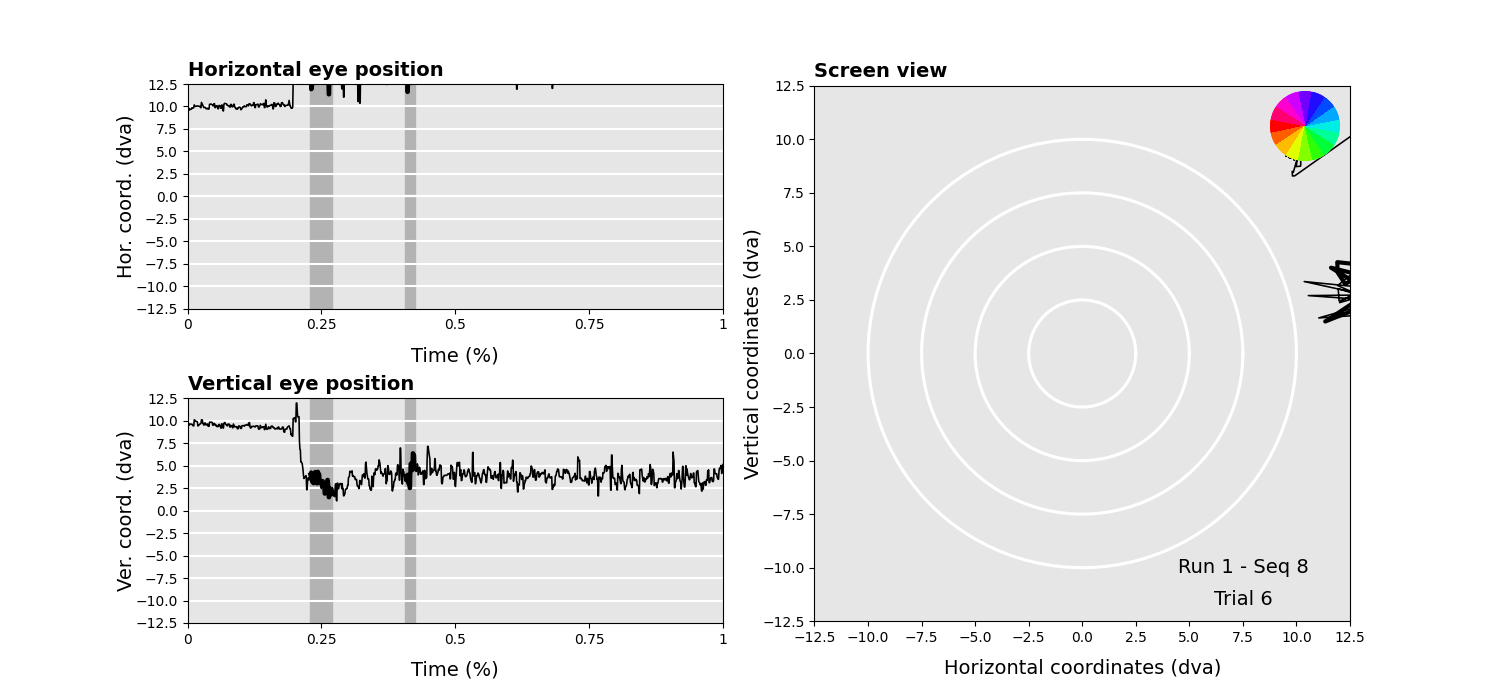 Horizontal eye position
12.5
10.0
7.5
5.0
2.5
0.0
−2.5
−5.0
−7.5
−10.0
−12.5
Hor. coord. (dva)
0 0.25 0.5 0.75 1
Time (%)
Vertical eye position
12.5
10.0
7.5
5.0
2.5
0.0
−2.5
−5.0
−7.5
−10.0
−12.5
Ver. coord. (dva)
0 0.25 0.5 0.75 1
Time (%)
Screen view
12.5
10.0
7.5
5.0
2.5
0.0
−2.5
−5.0
−7.5
−10.0
−12.5
Vertical coordinates (dva)
Run 1 - Seq 8
Trial 6
−12.5 −10.0 −7.5 −5.0 −2.5 0.0 2.5 5.0 7.5 10.0 12.5
Horizontal coordinates (dva)